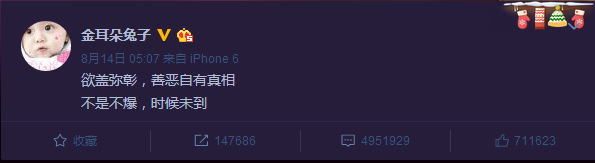 金耳朵兔子
8月14日 05:07 来自 iPhone 6
欲盖弥彰，善恶自有真相
不是不爆，时候未到
收藏 147686 4951929 711623